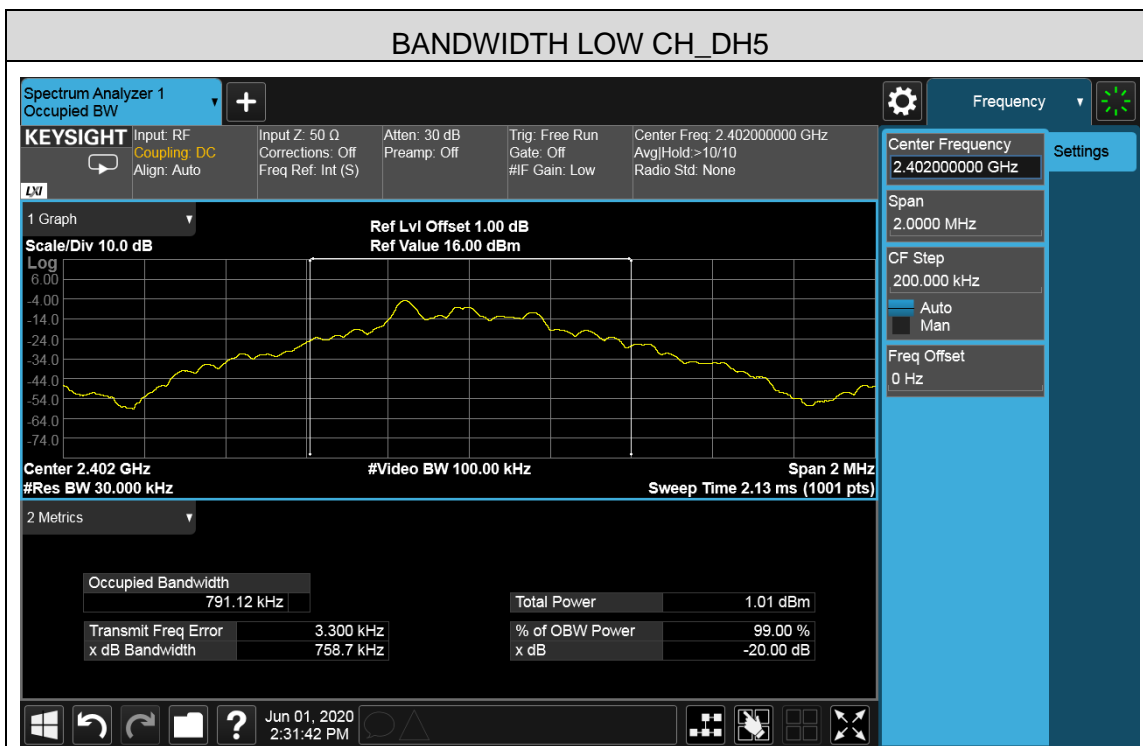 BANDWIDTH LOW CH_DH5
Spectrum Analyzer 1
Occupied BW
+
Frequency
KEYSIGHT
LXI
Input: RF
Coupling: DC
Align: Auto
Input Z: 50 Ω
Corrections: Off
Freq Ref: Int (S)
Atten: 30 dB
Preamp: Off
Trig: Free Run
Gate: Off
#IF Gain: Low
Center Freq: 2.402000000 GHz
Avg|Hold:>10/10
Radio Std: None
Center Frequency
2.402000000 GHz
Settings
Span
2.0000 MHz
CF Step
200.000 kHz
Auto
Man
Freq Offset
0 Hz
1 Graph
Scale/Div 10.0 dB
Ref Lvl Offset 1.00 dB
Ref Value 16.00 dBm
Log
6.00
-4.00
-14.0
-24.0
-34.0
-44.0
-54.0
-64.0
-74.0
Center 2.402 GHz
#Res BW 30.000 kHz
#Video BW 100.00 kHz
Span 2 MHz
Sweep Time 2.13 ms (1001 pts)
2 Metrics
Occupied Bandwidth
791.12 kHz
Total Power 1.01 dBm
Transmit Freq Error 3.300 kHz
% of OBW Power 99.00 %
x dB Bandwidth 758.7 kHz
x dB -20.00 dB
?
Jun 01, 2020
2:31:42 PM